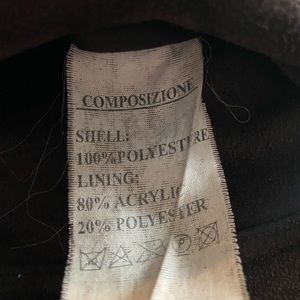 COMPOSIZIONE
SHELL:
100%POLYESTERE
LINING:
80% ACRYLIC
20% POLYESTER